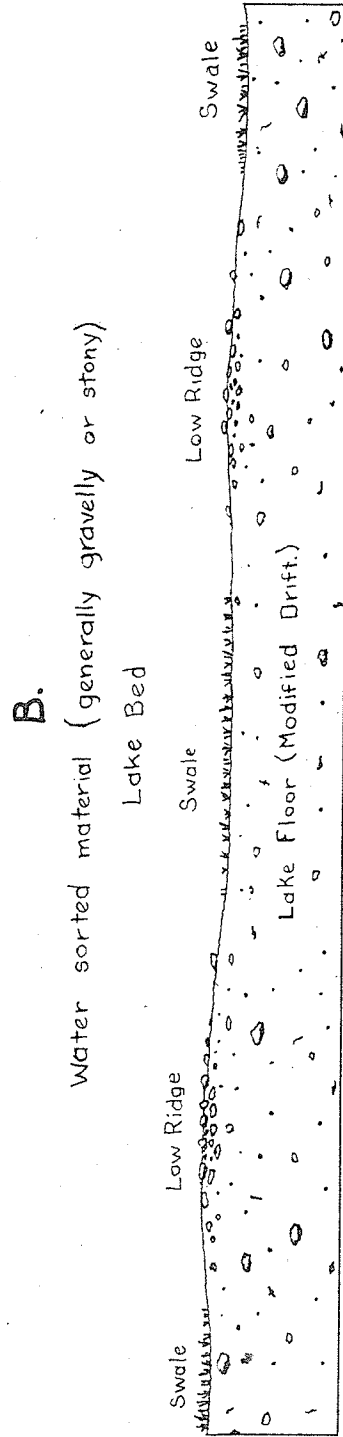 B.
Water sorted material (generally gravelly or stony)
Lake Bed
Swale
Low Ridge
Swale
Low Ridge
Swale
Lake Floor (Modified Drift.)